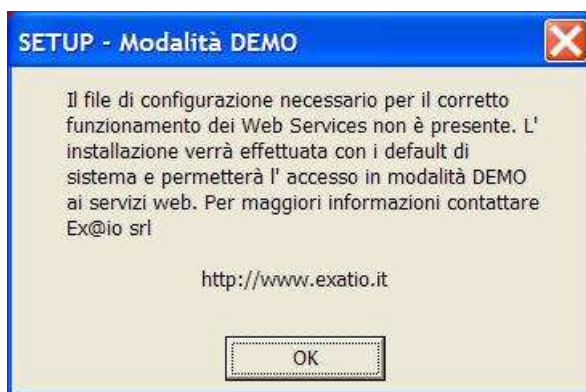 SETUP - Modalità DEMO
Il file di configurazione necessario per il corretto
funzionamento dei Web Services non è presente. L'
installazione verrà effettuata con i default di
sistema e permetterà l' accesso in modalità DEMO
ai servizi web. Per maggiori informazioni contattare
Ex@io srl
http://www.exatio.it
OK